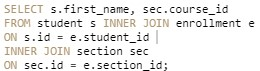 SELECT s.first_name, sec.course_id
FROM student s INNER JOIN enrollment e
ON s.id = e.student_id
INNER JOIN section sec
ON sec.id = e.section_id;